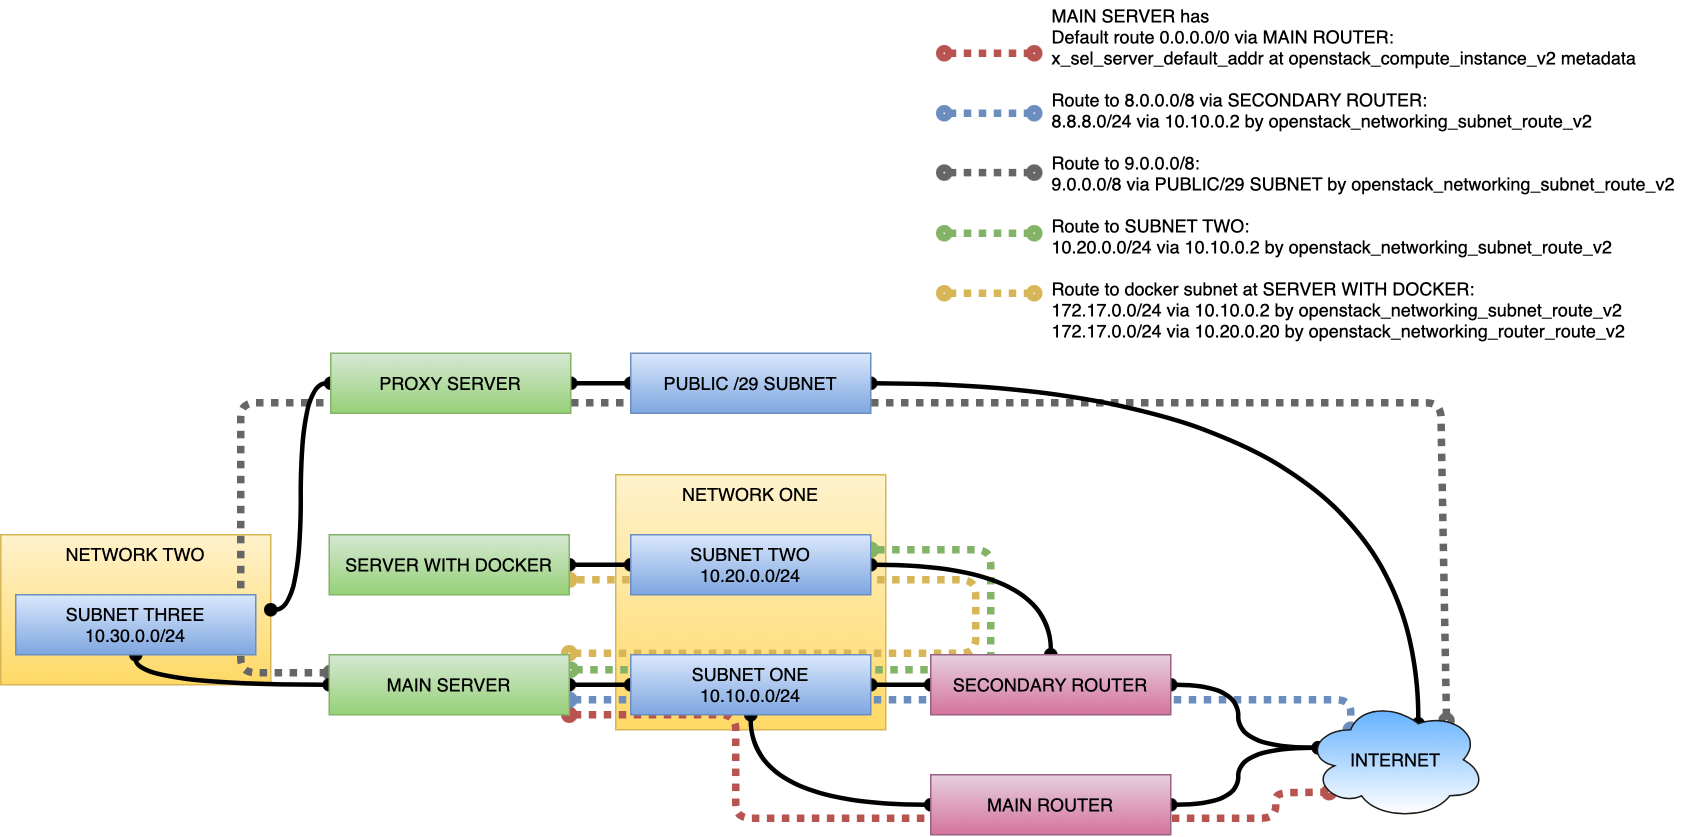 MAIN SERVER has
Default route 0.0.0.0/0 via MAIN ROUTER:
x_sel_server_default_addr at openstack_compute_instance_v2 metadata
Route to 8.0.0.0/8 via SECONDARY ROUTER:
8.8.8.0/24 via 10.10.0.2 by openstack_networking_subnet_route_v2
Route to 9.0.0.0/8:
9.0.0.0/8 via PUBLIC/29 SUBNET by openstack_networking_subnet_route_v2
Route to SUBNET TWO:
10.20.0.0/24 via 10.10.0.2 by openstack_networking_subnet_route_v2
Route to docker subnet at SERVER WITH DOCKER:
172.17.0.0/24 via 10.10.0.2 by openstack_networking_subnet_route_v2
172.17.0.0/24 via 10.20.0.20 by openstack_networking_router_route_v2
PROXY SERVER
PUBLIC /29 SUBNET
NETWORK ONE
NETWORK TWO
SERVER WITH DOCKER
SUBNET TWO
10.20.0.0/24
SUBNET THREE
10.30.0.0/24
MAIN SERVER
SUBNET ONE
10.10.0.0/24
SECONDARY ROUTER
INTERNET
MAIN ROUTER